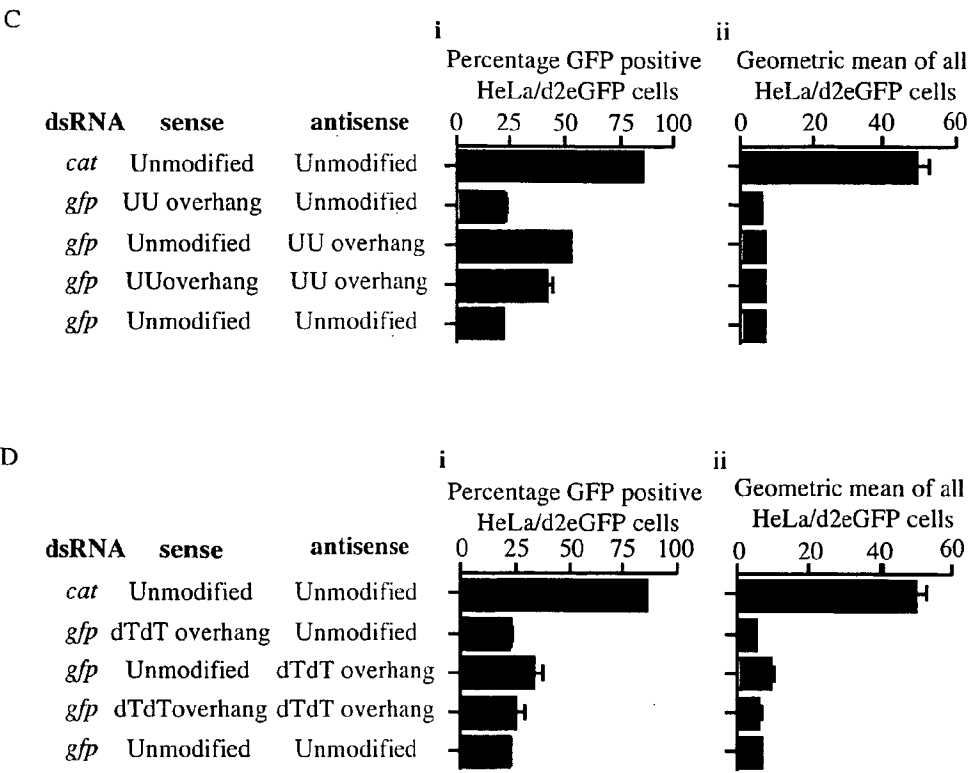 C
i
ii
Percentage GFP positive
HeLa/d2eGFP cells
Geometric mean of all
HeLa/d2eGFP cells
dsRNA sense antisense
0 25 50 75 100
0 20 40 60
cat Unmodified Unmodified
gfp UU overhang Unmodified
gfp Unmodified UU overhang
gfp UUoverhang UU overhang
gfp Unmodified Unmodified
D
i
ii
Percentage GFP positive
HeLa/d2eGFP cells
Geometric mean of all
HeLa/d2eGFP cells
dsRNA sense antisense
0 25 50 75 100
0 20 40 60
cat Unmodified Unmodified
gfp dTdT overhang Unmodified
gfp Unmodified dTdT overhang
gfp dTdToverhang dTdT overhang
gfp Unmodified Unmodified